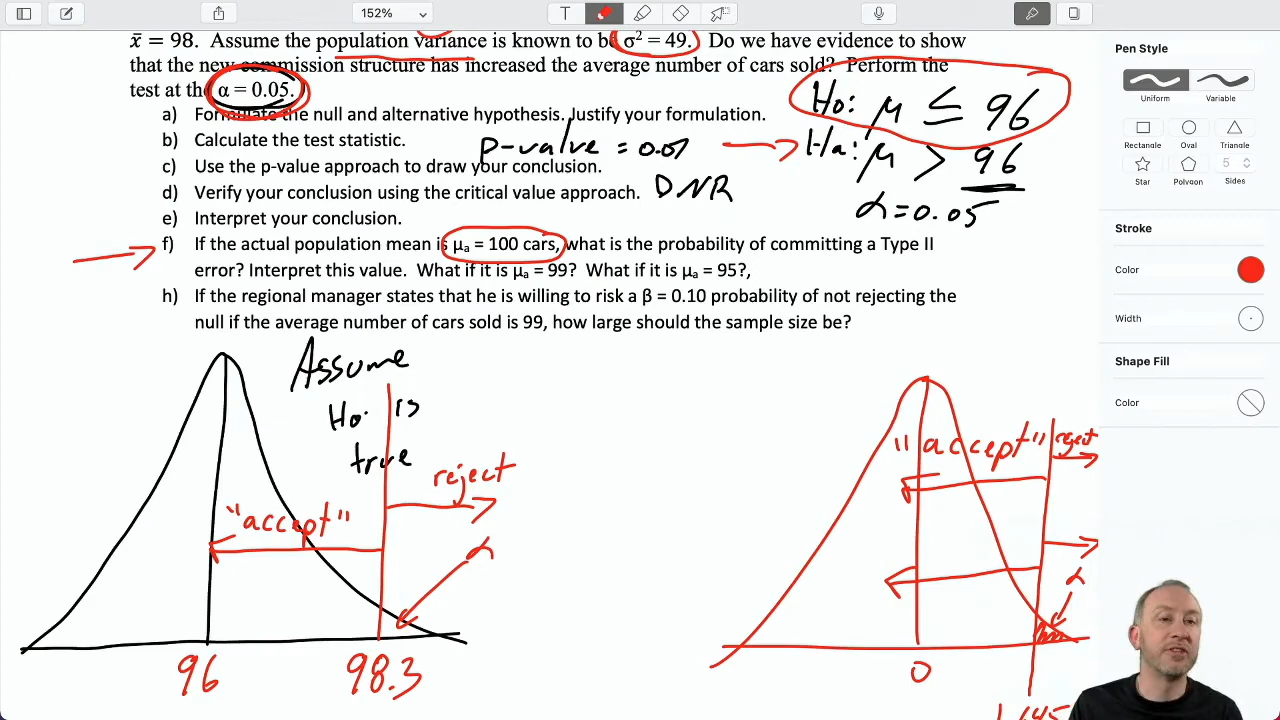 152%
T
x̄ = 98. Assume the population variance is known to be σ² = 49. Do we have evidence to show
that the new commission structure has increased the average number of cars sold? Perform the
test at the α = 0.05.
a) Formulate the null and alternative hypothesis. Justify your formulation.
b) Calculate the test statistic.
c) Use the p-value approach to draw your conclusion.
d) Verify your conclusion using the critical value approach.
e) Interpret your conclusion.
f) If the actual population mean is μₐ = 100 cars, what is the probability of committing a Type II
error? Interpret this value. What if it is μₐ = 99? What if it is μₐ = 95?,
h) If the regional manager states that he is willing to risk a β = 0.10 probability of not rejecting the
null if the average number of cars sold is 99, how large should the sample size be?
Ho: μ ≤ 96
Ha: μ > 96
α = 0.05
p-value = 0.07
DNR
Assume
Ho is
true
"accept"
reject
α
96
98.3
"accept"
reject
α
0
1.645
Pen Style
Uniform
Variable
Rectangle
Oval
Triangle
Star
Polygon
5
Sides
Stroke
Color
Width
Shape Fill
Color